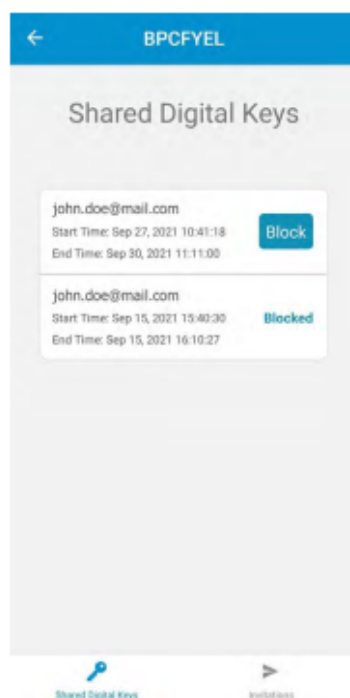 BPCFYEL
Shared Digital Keys
john.doe@mail.com
Start Time: Sep 27, 2021 10:41:18
Block
End Time: Sep 30, 2021 11:11:00
john.doe@mail.com
Start Time: Sep 15, 2021 15:40:30
Blocked
End Time: Sep 15, 2021 16:10:27
Shared Digital Keys
Invitations